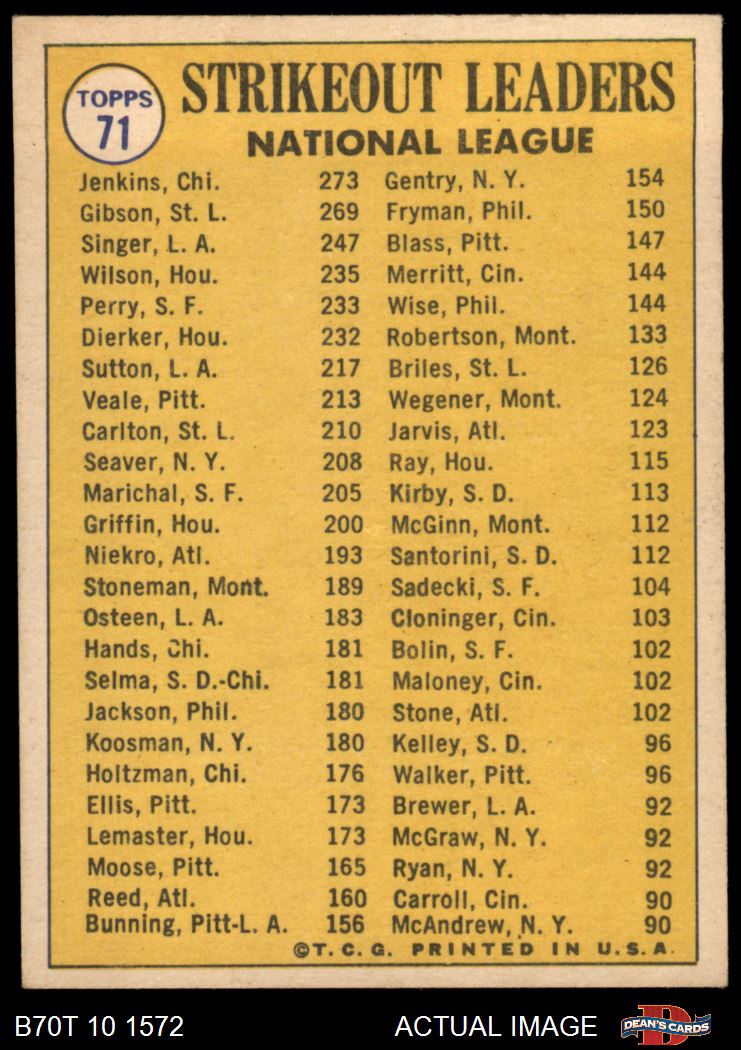 TOPPS
71
STRIKEOUT LEADERS
NATIONAL LEAGUE
Jenkins, Chi. 273 Gentry, N. Y. 154
Gibson, St. L. 269 Fryman, Phil. 150
Singer, L. A. 247 Blass, Pitt. 147
Wilson, Hou. 235 Merritt, Cin. 144
Perry, S. F. 233 Wise, Phil. 144
Dierker, Hou. 232 Robertson, Mont. 133
Sutton, L. A. 217 Briles, St. L. 126
Veale, Pitt. 213 Wegener, Mont. 124
Carlton, St. L. 210 Jarvis, Atl. 123
Seaver, N. Y. 208 Ray, Hou. 115
Marichal, S. F. 205 Kirby, S. D. 113
Griffin, Hou. 200 McGinn, Mont. 112
Niekro, Atl. 193 Santorini, S. D. 112
Stoneman, Mont. 189 Sadecki, S. F. 104
Osteen, L. A. 183 Cloninger, Cin. 103
Hands, Chi. 181 Bolin, S. F. 102
Selma, S. D.-Chi. 181 Maloney, Cin. 102
Jackson, Phil. 180 Stone, Atl. 102
Koosman, N. Y. 180 Kelley, S. D. 96
Holtzman, Chi. 176 Walker, Pitt. 96
Ellis, Pitt. 173 Brewer, L. A. 92
Lemaster, Hou. 173 McGraw, N. Y. 92
Moose, Pitt. 165 Ryan, N. Y. 92
Reed, Atl. 160 Carroll, Cin. 90
Bunning, Pitt-L. A. 156 McAndrew, N. Y. 90
©T. C. G. PRINTED IN U. S. A.
B70T 10 1572 ACTUAL IMAGE
D
DEAN'S CARDS